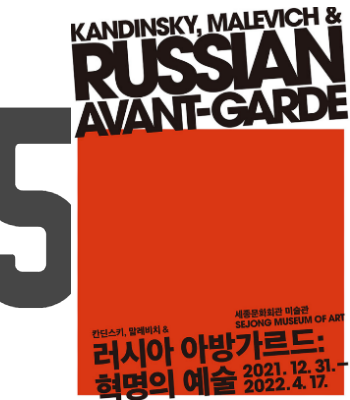 KANDINSKY, MALEVICH &
RUSSIAN
AVANT-GARDE
5
칸딘스키, 말레비치 &
러시아 아방가르드:
혁명의 예술
세종문화회관 미술관
SEJONG MUSEUM OF ART
2021. 12. 31.–
2022. 4. 17.